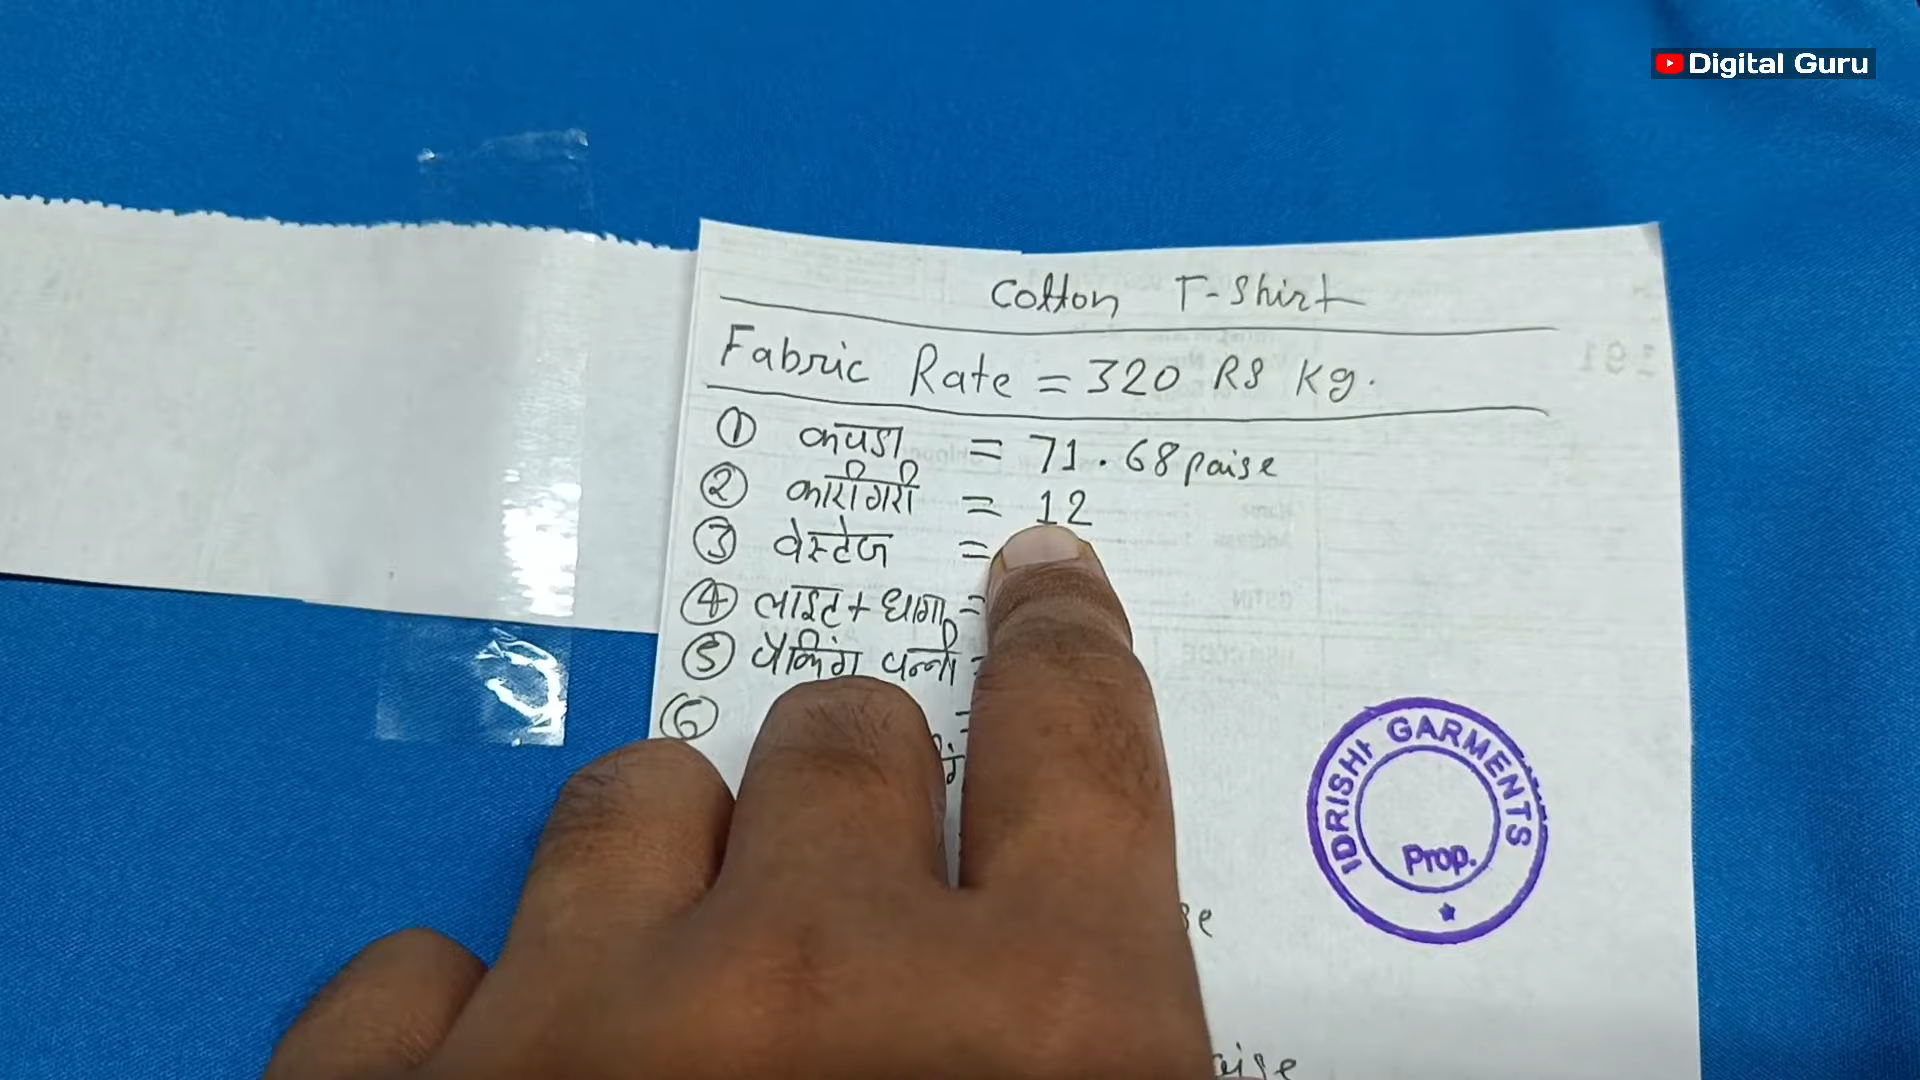 Digital Guru
Cotton T-Shirt
Fabric Rate = 320 RS Kg.
① कपडा = 71.68 paise
② कारीगरी = 12
③ वेस्टेज =
④ लाइट + धागा =
⑤ पैकिंग पन्नी =
⑥
IDRISHI GARMENTS
Prop.